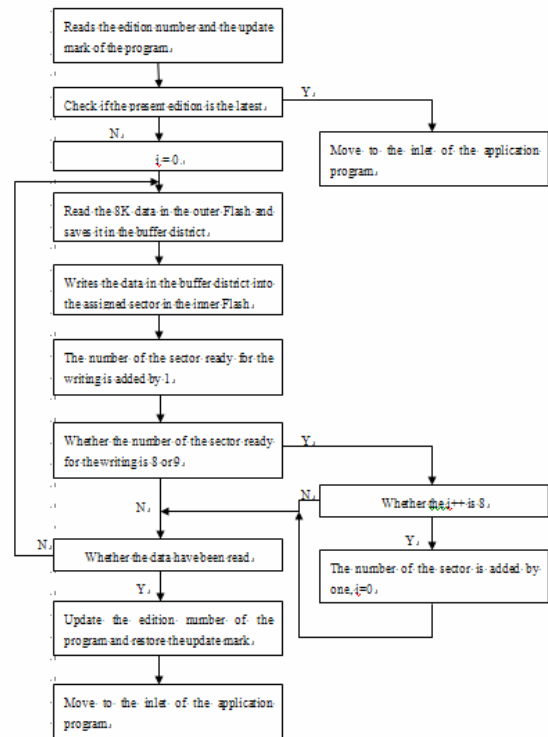 Reads the edition number and the update
mark of the program.
Check if the present edition is the latest.
Y
N
Move to the inlet of the application
program.
i = 0.
Read the 8K data in the outer Flash and
saves it in the buffer district.
Writes the data in the buffer district into
the assigned sector in the inner Flash.
The number of the sector ready for the
writing is added by 1.
Whether the number of the sector ready
for the writing is 8 or 9
Y
N
N
Whether the i++ is 8.
N
Y
Whether the data have been read.
The number of the sector is added by
one, i=0
Y
Update the edition number of the
program and restore the update mark.
Move to the inlet of the application
program.